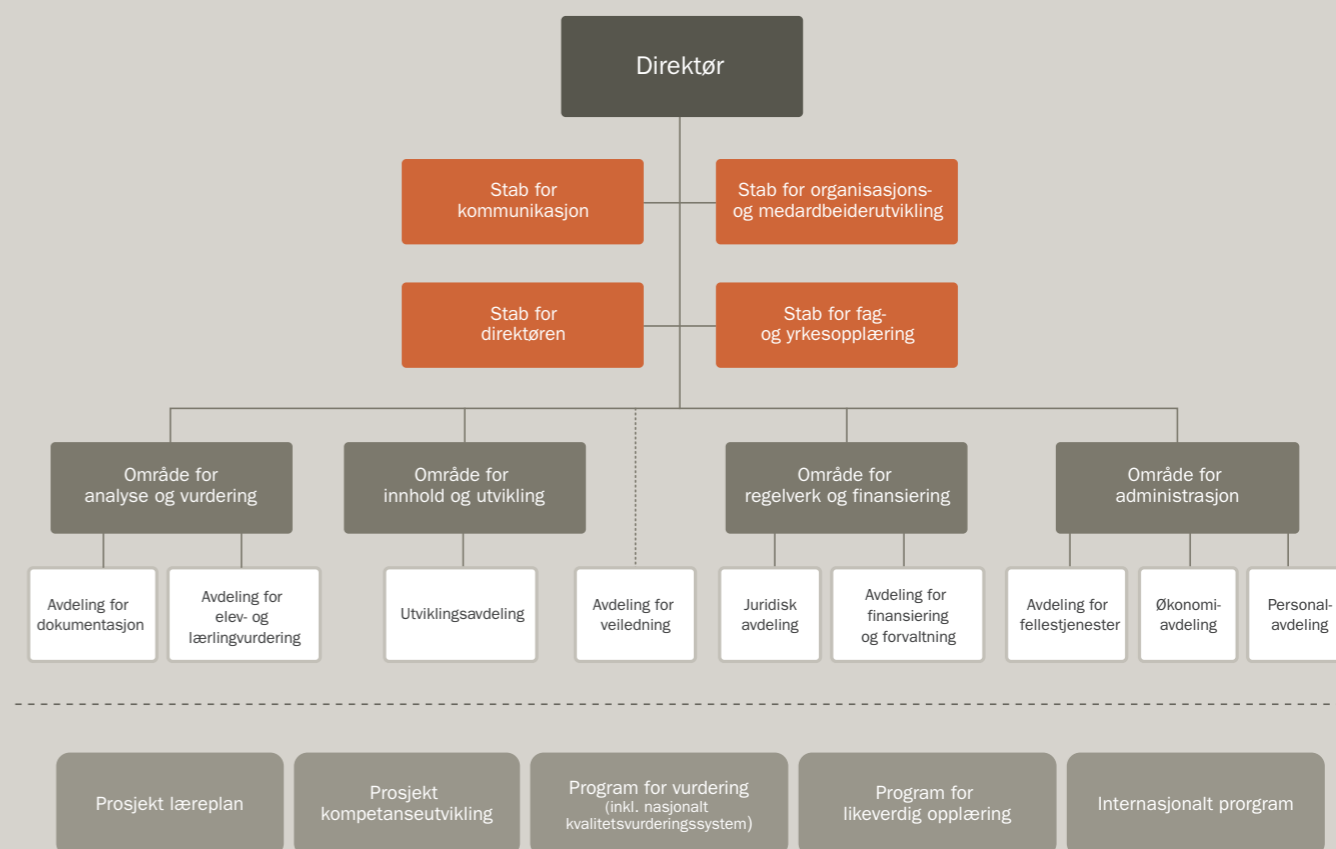 Direktør
Stab for
kommunikasjon
Stab for organisasjons-
og medardbeiderutvikling
Stab for
direktøren
Stab for fag-
og yrkesopplæring
Område for
analyse og vurdering
Område for
innhold og utvikling
Område for
regelverk og finansiering
Område for
administrasjon
Avdeling for
dokumentasjon
Avdeling for
elev- og
lærlingvurdering
Utviklingsavdeling
Avdeling for
veiledning
Juridisk
avdeling
Avdeling for
finansiering
og forvaltning
Avdeling for
fellestjenester
Økonomi-
avdeling
Personal-
avdeling
Prosjekt læreplan
Prosjekt
kompetanseutvikling
Program for vurdering
(inkl. nasjonalt
kvalitetsvurderingssystem)
Program for
likeverdig opplæring
Internasjonalt prorgram